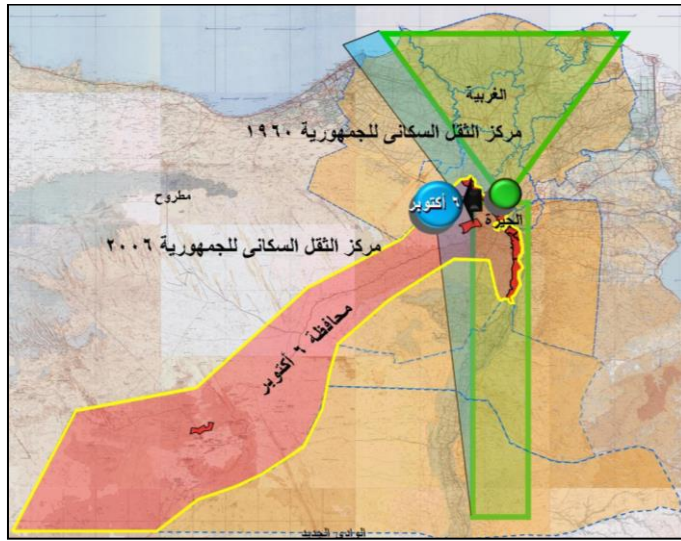 الغربية
مركز الثقل السكانى للجمهورية ١٩٦٠
مطروح
٦ أكتوبر
الجيزة
مركز الثقل السكانى للجمهورية ٢٠٠٦
محافظة ٦ أكتوبر
الوادى الجديد